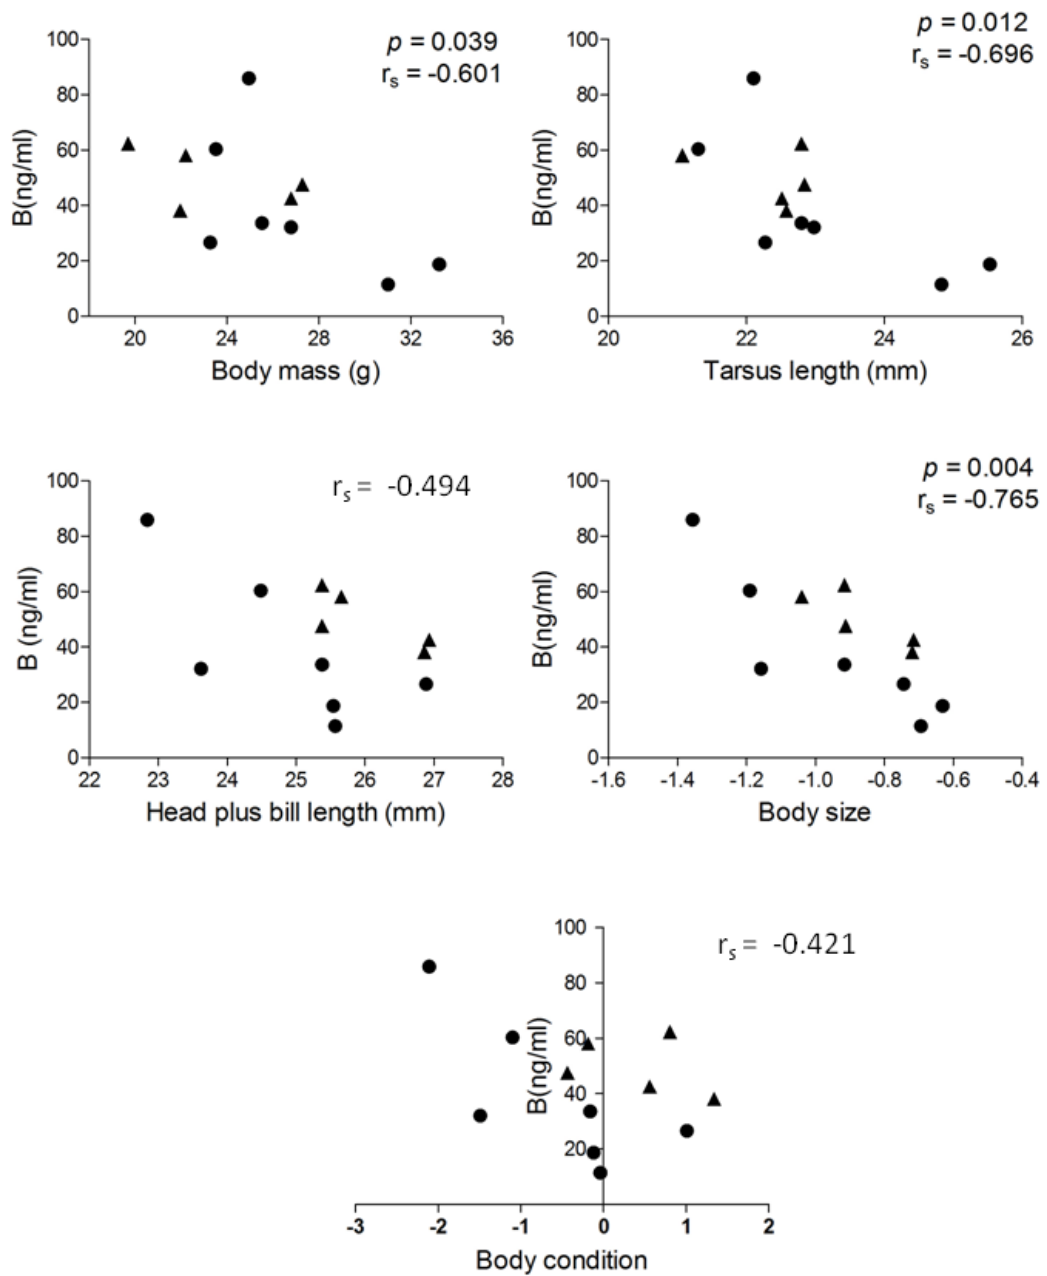 p = 0.039
rs = -0.601
100
80
60
40
20
0
B(ng/ml)
20 24 28 32 36
Body mass (g)
p = 0.012
rs = -0.696
100
80
60
40
20
0
B(ng/ml)
20 22 24 26
Tarsus length (mm)
rs = -0.494
100
80
60
40
20
0
B (ng/ml)
22 23 24 25 26 27 28
Head plus bill length (mm)
p = 0.004
rs = -0.765
100
80
60
40
20
0
B(ng/ml)
-1.6 -1.4 -1.2 -1.0 -0.8 -0.6 -0.4
Body size
rs = -0.421
100
80
60
40
20
B(ng/ml)
-3 -2 -1 0 1 2
Body condition